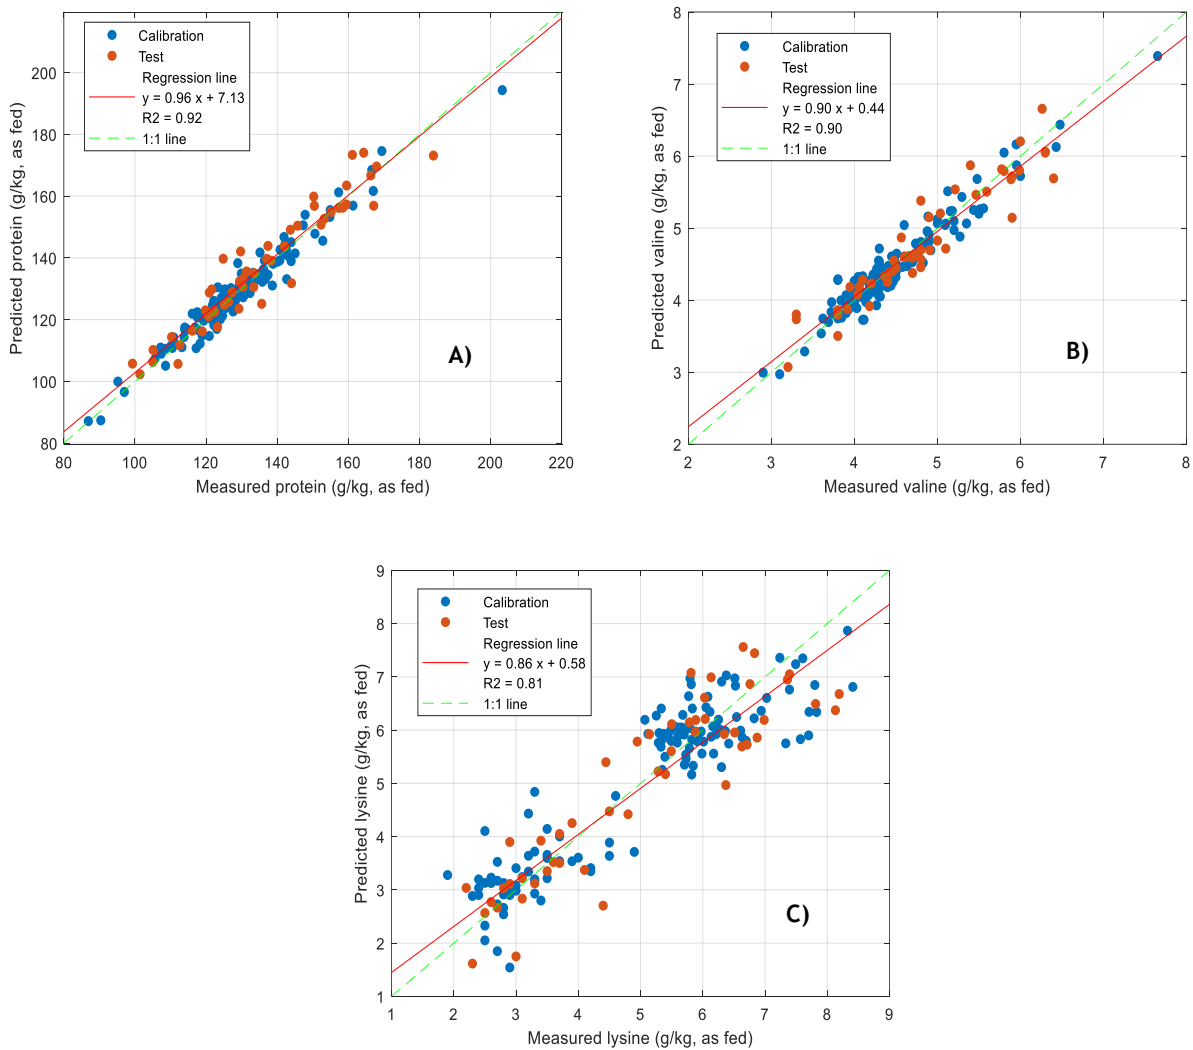 Calibration
Test
Regression line
y = 0.96 x + 7.13
R2 = 0.92
1:1 line
200
180
160
140
120
100
80
Predicted protein (g/kg, as fed)
A)
80 100 120 140 160 180 200 220
Measured protein (g/kg, as fed)
8
7
6
5
4
3
2
Predicted valine (g/kg, as fed)
Calibration
Test
Regression line
y = 0.90 x + 0.44
R2 = 0.90
1:1 line
B)
2 3 4 5 6 7 8
Measured valine (g/kg, as fed)
9
8
7
6
5
4
3
2
1
Predicted lysine (g/kg, as fed)
Calibration
Test
Regression line
y = 0.86 x + 0.58
R2 = 0.81
1:1 line
C)
1 2 3 4 5 6 7 8 9
Measured lysine (g/kg, as fed)